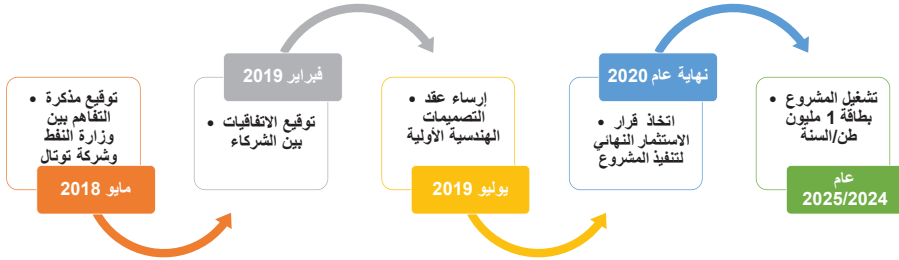 • توقيع مذكرة
التفاهم بين
وزارة النفط
وشركة توتال
مايو 2018
فبراير 2019
• توقيع الاتفاقيات
بين الشركاء
• إرساء عقد
التصميمات
الهندسية الأولية
يوليو 2019
نهاية عام 2020
• اتخاذ قرار
الاستثمار النهائي
لتنفيذ المشروع
• تشغيل المشروع
بطاقة 1 مليون
طن/السنة
عام
2025/2024